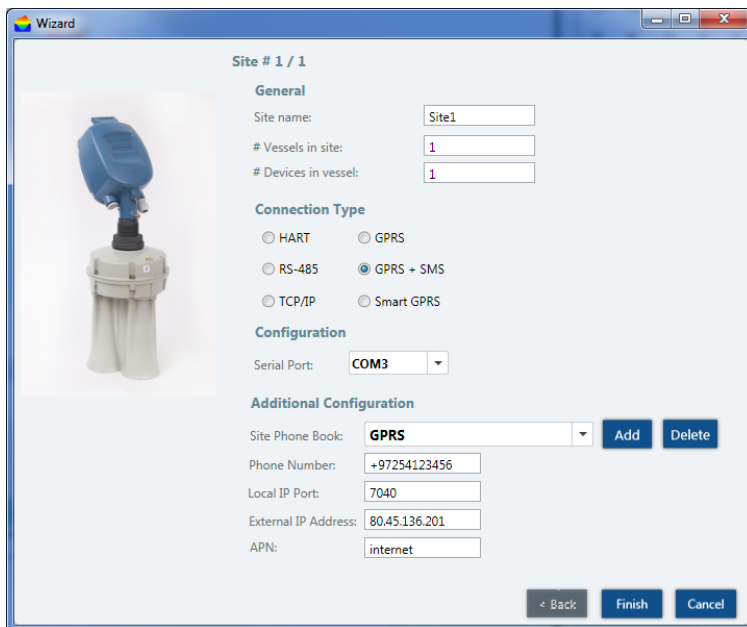 Wizard
Site # 1 / 1
General
Site name: Site1
# Vessels in site: 1
# Devices in vessel: 1
Connection Type
HART GPRS
RS-485 GPRS + SMS
TCP/IP Smart GPRS
Configuration
Serial Port: COM3
Additional Configuration
Site Phone Book: GPRS Add Delete
Phone Number: +97254123456
Local IP Port: 7040
External IP Address: 80.45.136.201
APN: internet
< Back Finish Cancel